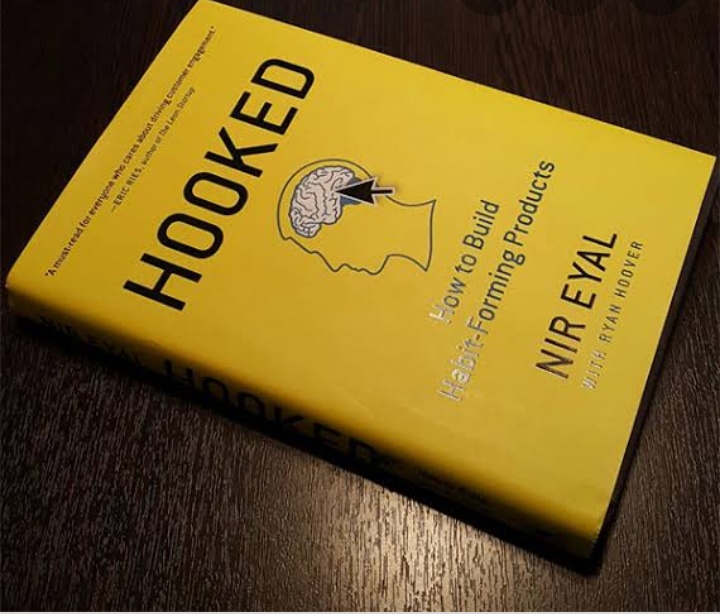 "A must-read for everyone who cares about driving customer engagement."
—ERIC RIES, author of The Lean Startup
HOOKED
How to Build
Habit-Forming Products
NIR EYAL
WITH RYAN HOOVER
NIR EYAL HOOKED